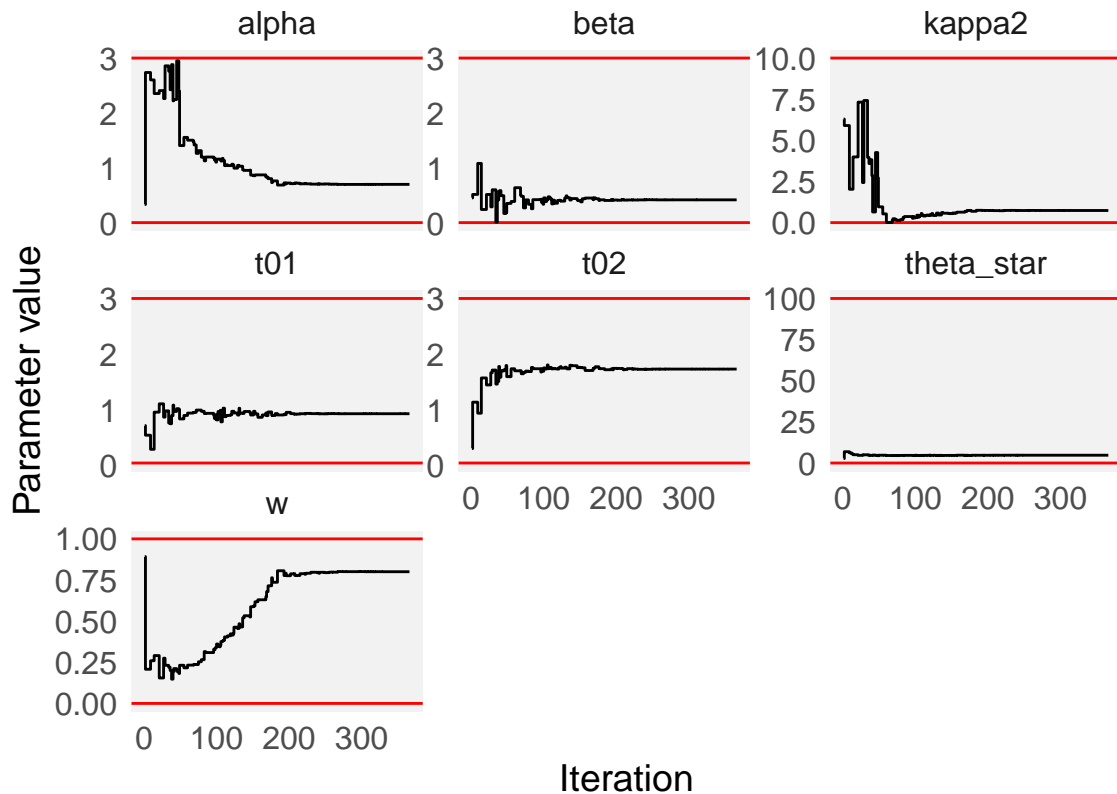 alpha beta kappa2
3 3 10.0
2 2 7.5
5.0
1 1 2.5
0 0 0.0
t01 t02 theta_star
3 3 100
2 2 75
50
1 1 25
0 0 0
0 100 200 300 0 100 200 300
w
1.00
0.75
0.50
0.25
0.00
0 100 200 300
Parameter value
Iteration